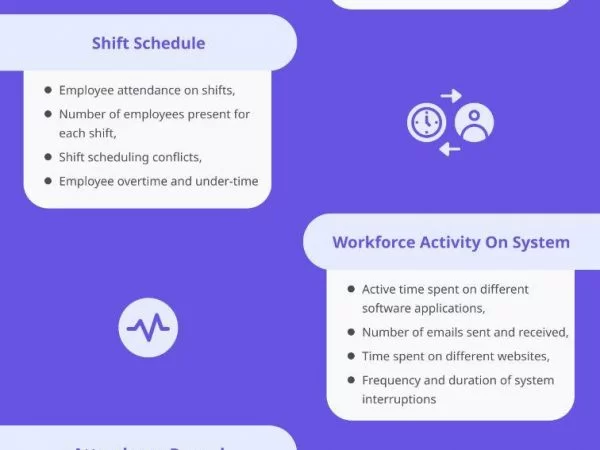 Shift Schedule
Employee attendance on shifts,
Number of employees present for
each shift,
Shift scheduling conflicts,
Employee overtime and under-time
Workforce Activity On System
Active time spent on different
software applications,
Number of emails sent and received,
Time spent on different websites,
Frequency and duration of system
interruptions